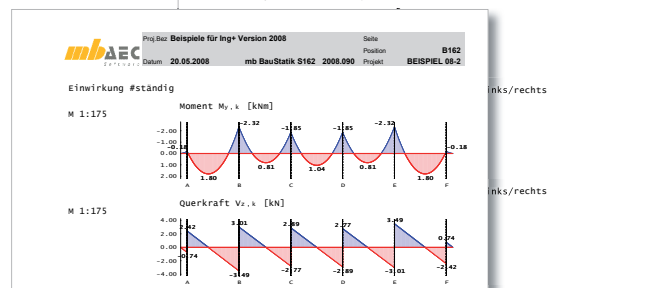 mb AEC
Software
Proj.Bez Beispiele für Ing+ Version 2008 Seite
Position B162
Datum 20.05.2008 mb BauStatik S162 2008.090 Projekt BEISPIEL 08-2
Einwirkung #ständig
inks/rechts
Moment My,k [kNm]
M 1:175
-2.00
-1.00
0.00
1.00
2.00
-0.18 -2.32 -1.85 -1.85 -2.32 -0.18
1.80 0.81 1.04 0.81 1.80
A B C D E F
inks/rechts
Querkraft Vz,k [kN]
M 1:175
4.00
2.00
0.00
-2.00
-4.00
2.42 3.01 2.89 2.77 3.49 0.74
-0.74 -3.49 -2.77 -2.89 -3.01 -2.42
A B C D E F